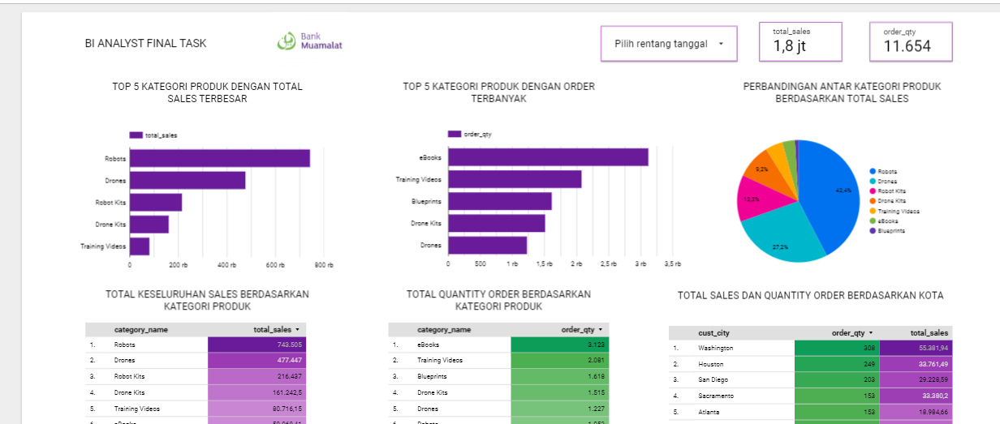 BI ANALYST FINAL TASK
Bank
Muamalat
Pilih rentang tanggal
total_sales
1,8 jt
order_qty
11.654
TOP 5 KATEGORI PRODUK DENGAN TOTAL
SALES TERBESAR
total_sales
Robots
Drones
Robot Kits
Drone Kits
Training Videos
0 200 rb 400 rb 600 rb 800 rb
TOP 5 KATEGORI PRODUK DENGAN ORDER
TERBANYAK
order_qty
eBooks
Training Videos
Blueprints
Drone Kits
Drones
0 500 1 rb 1,5 rb 2 rb 2,5 rb 3 rb 3,5 rb
PERBANDINGAN ANTAR KATEGORI PRODUK
BERDASARKAN TOTAL SALES
42,4%
27,2%
12,3%
9,2%
Robots
Drones
Robot Kits
Drone Kits
Training Videos
eBooks
Blueprints
TOTAL KESELURUHAN SALES BERDASARKAN
KATEGORI PRODUK
category_name total_sales
1. Robots 743.505
2. Drones 477.447
3. Robot Kits 216.437
4. Drone Kits 161.242,5
5. Training Videos 80.716,15
TOTAL QUANTITY ORDER BERDASARKAN
KATEGORI PRODUK
category_name order_qty
1. eBooks 3.123
2. Training Videos 2.081
3. Blueprints 1.618
4. Drone Kits 1.515
5. Drones 1.227
TOTAL SALES DAN QUANTITY ORDER BERDASARKAN KOTA
cust_city order_qty total_sales
1. Washington 308 55.381,94
2. Houston 249 33.761,49
3. San Diego 203 29.228,59
4. Sacramento 153 33.380,2
5. Atlanta 153 18.984,66